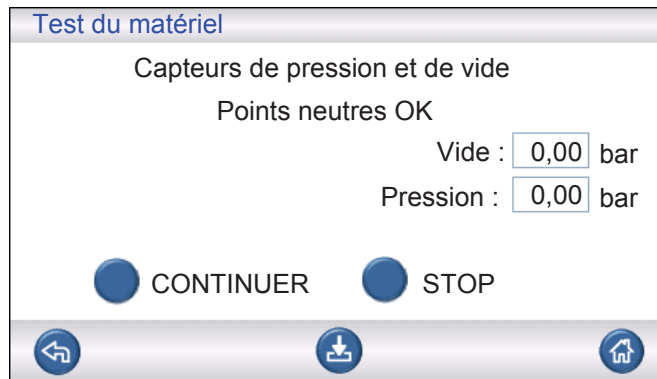 Test du matériel
Capteurs de pression et de vide
Points neutres OK
Vide : 0,00 bar
Pression : 0,00 bar
CONTINUER STOP